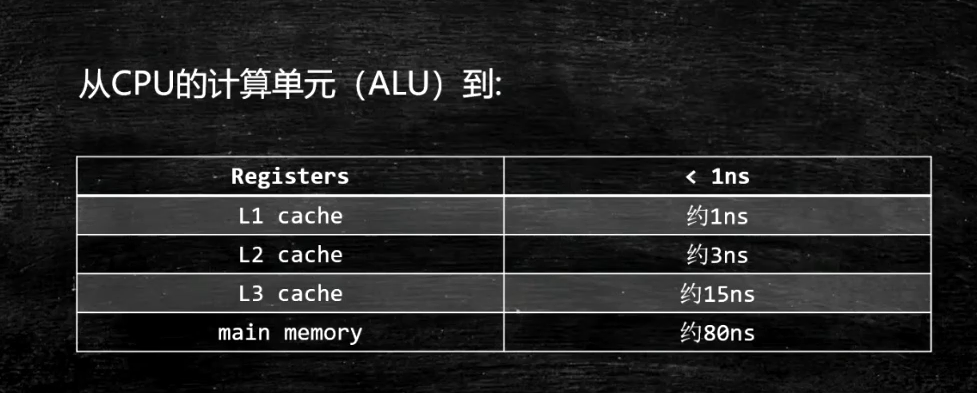 从CPU的计算单元（ALU）到:
Registers < 1ns
L1 cache 约1ns
L2 cache 约3ns
L3 cache 约15ns
main memory 约80ns